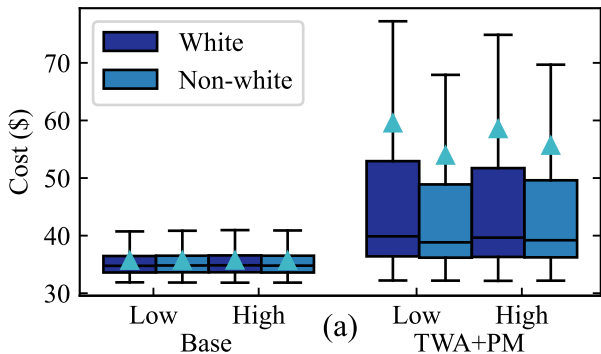 White
Non-white
Cost ($)
70
60
50
40
30
Low High Low High
Base (a) TWA+PM